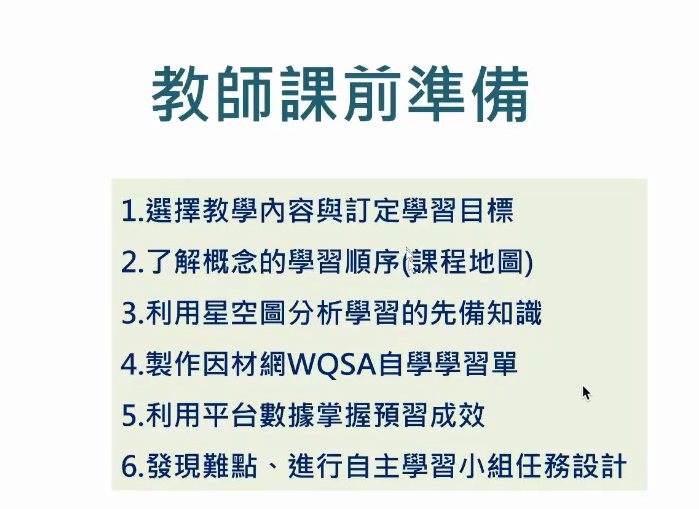 教師課前準備
1.選擇教學內容與訂定學習目標
2.了解概念的學習順序(課程地圖)
3.利用星空圖分析學習的先備知識
4.製作因材網WQSA自學學習單
5.利用平台數據掌握預習成效
6.發現難點、進行自主學習小組任務設計